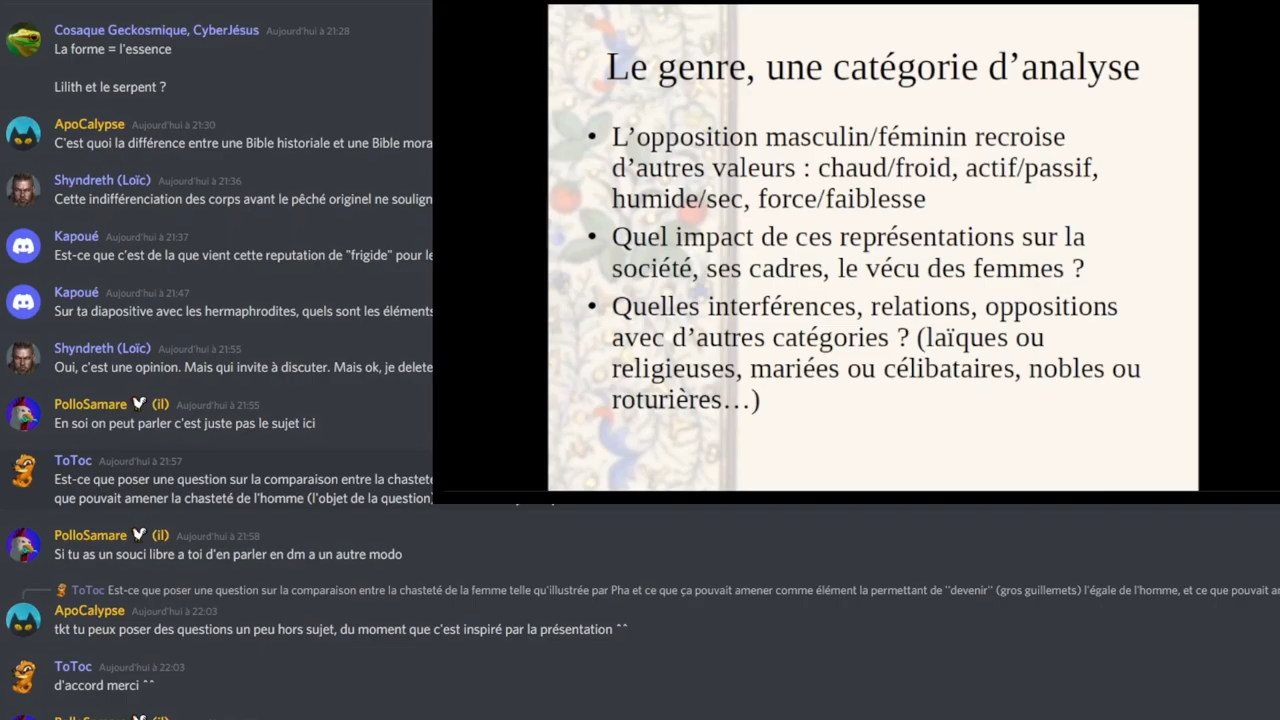 Cosaque Geckosmique, CyberJésus Aujourd'hui à 21:28
La forme = l'essence
Lilith et le serpent ?
ApoCalypse Aujourd'hui à 21:30
C'est quoi la différence entre une Bible historiale et une Bible mora
Shyndreth (Loïc) Aujourd'hui à 21:36
Cette indifférenciation des corps avant le pêché originel ne soulign
Kapoué Aujourd'hui à 21:37
Est-ce que c'est de la que vient cette reputation de "frigide" pour le
Kapoué Aujourd'hui à 21:47
Sur ta diapositive avec les hermaphrodites, quels sont les éléments
Shyndreth (Loïc) Aujourd'hui à 21:55
Oui, c'est une opinion. Mais qui invite à discuter. Mais ok, je delete
PolloSamare (il) Aujourd'hui à 21:55
En soi on peut parler c'est juste pas le sujet ici
ToToc Aujourd'hui à 21:57
Est-ce que poser une question sur la comparaison entre la chasteté
que pouvait amener la chasteté de l'homme (l'objet de la question
PolloSamare (il) Aujourd'hui à 21:58
Si tu as un souci libre a toi d'en parler en dm a un autre modo
ToToc Est-ce que poser une question sur la comparaison entre la chasteté de la femme telle qu'illustrée par Pha et ce que ça pouvait amener comme élément la permettant de "devenir" (gros guillemets) l'égale de l'homme, et ce que pouvait a
ApoCalypse Aujourd'hui à 22:03
tkt tu peux poser des questions un peu hors sujet, du moment que c'est inspiré par la présentation ^^
ToToc Aujourd'hui à 22:03
d'accord merci ^^
PolloSamare (il)
Le genre, une catégorie d'analyse
• L'opposition masculin/féminin recroise
d'autres valeurs : chaud/froid, actif/passif,
humide/sec, force/faiblesse
• Quel impact de ces représentations sur la
société, ses cadres, le vécu des femmes ?
• Quelles interférences, relations, oppositions
avec d'autres catégories ? (laïques ou
religieuses, mariées ou célibataires, nobles ou
roturières…)